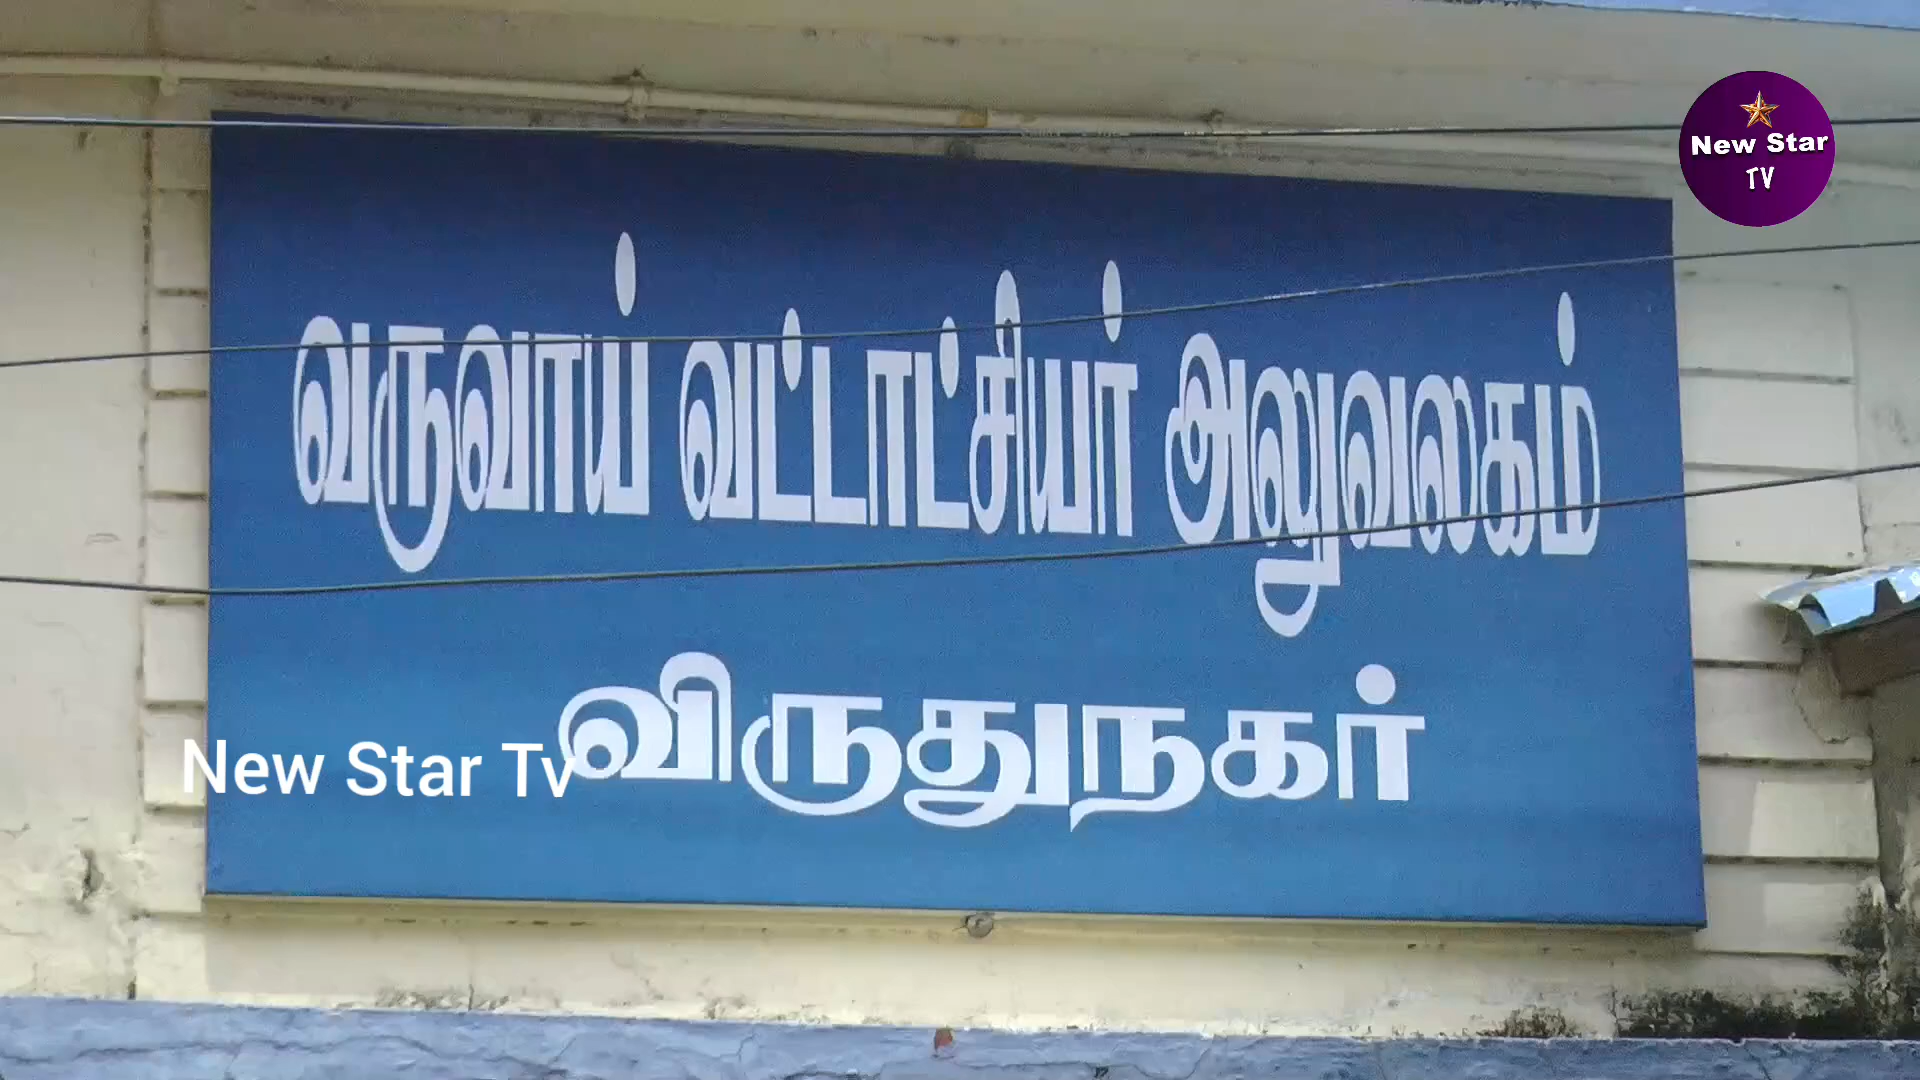 New Star
TV
வருவாய் வட்டாட்சியர் அலுவலகம்
விருதுநகர்
New Star Tv